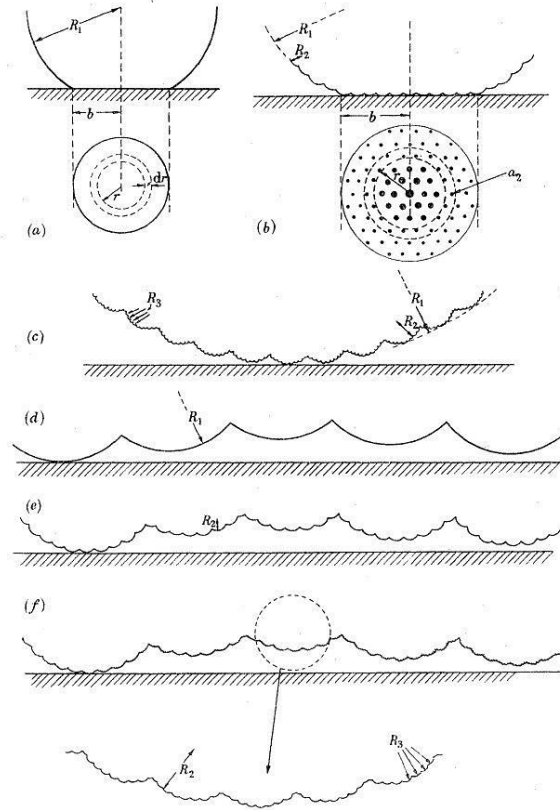 R₁
b
dr
r
(a)
R₁
R₂
b
r
a₂
(b)
R₃
R₁
R₂
(c)
R₁
(d)
R₂
(e)
(f)
R₂
R₃